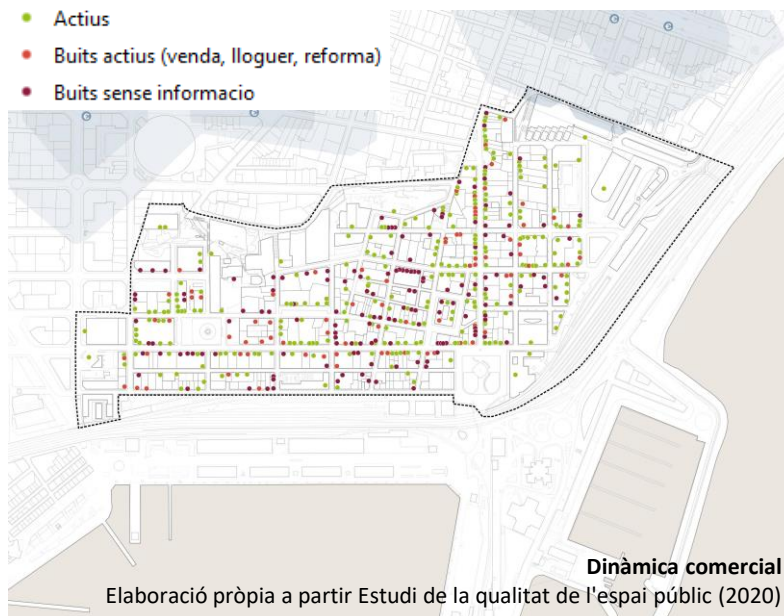 Actius
Buits actius (venda, lloguer, reforma)
Buits sense informacio
Dinàmica comercial
Elaboració pròpia a partir Estudi de la qualitat de l'espai públic (2020)